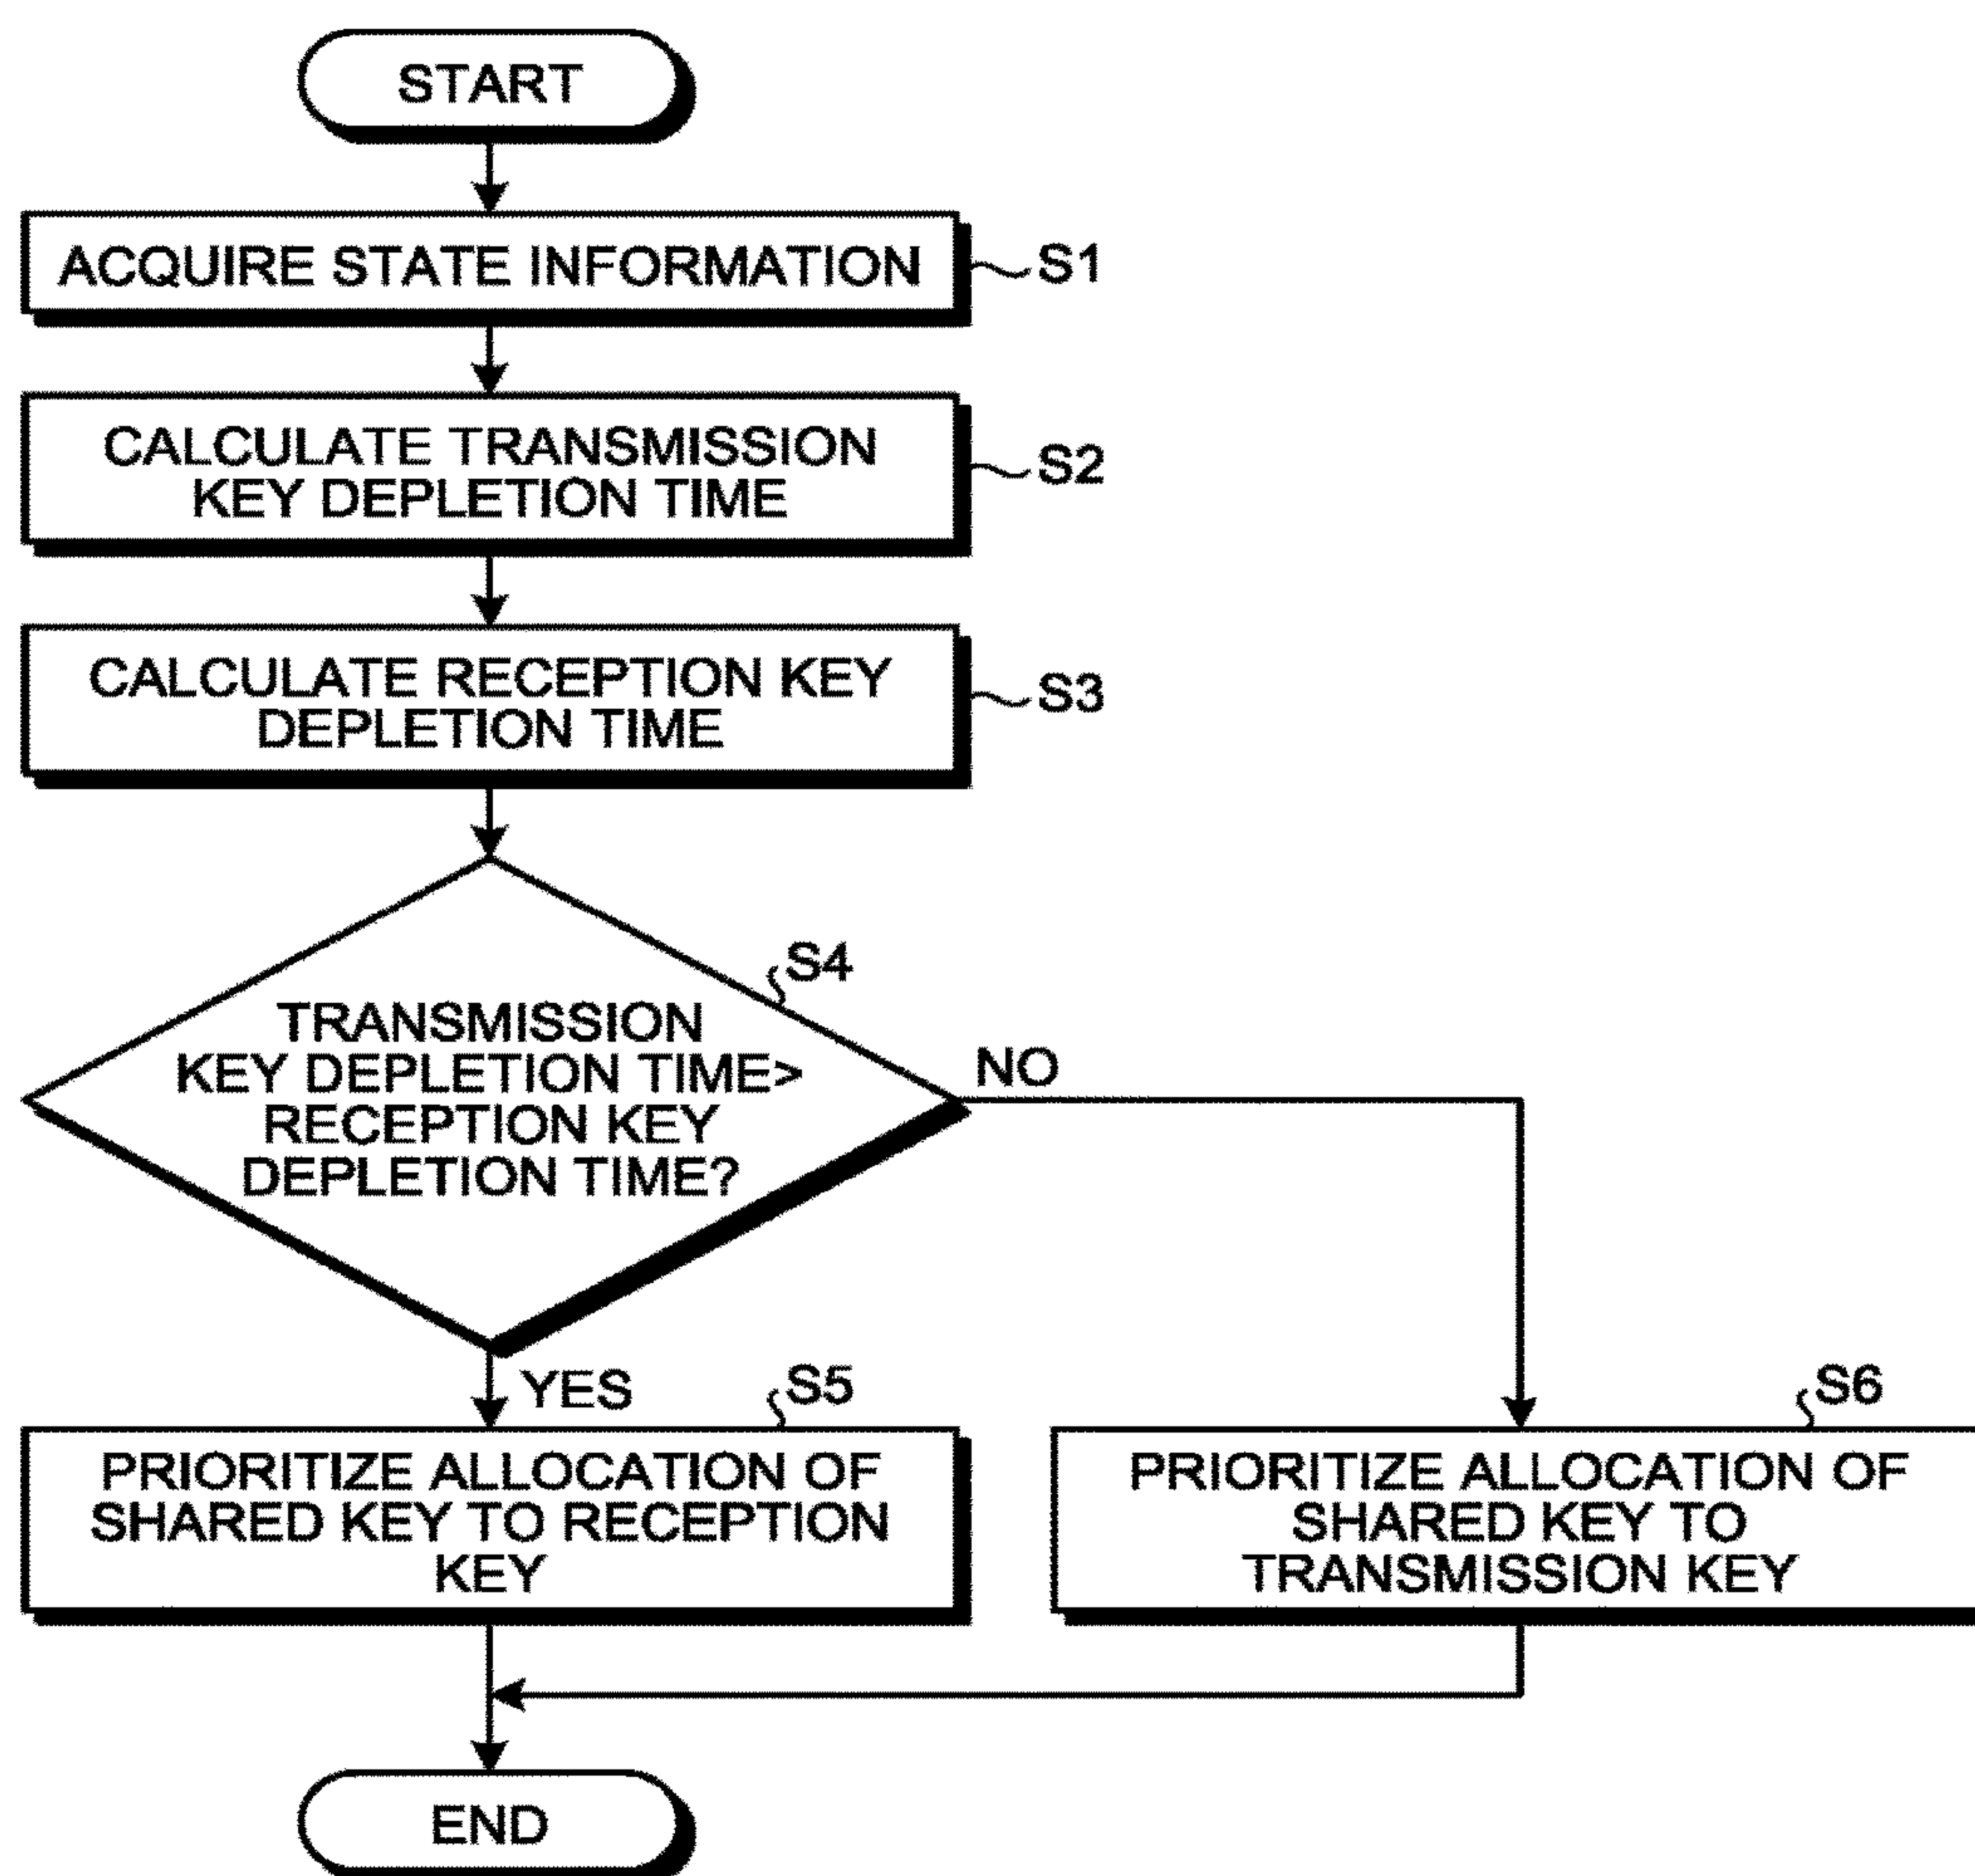 START
ACQUIRE STATE INFORMATION
S1
CALCULATE TRANSMISSION
KEY DEPLETION TIME
S2
CALCULATE RECEPTION KEY
DEPLETION TIME
S3
S4
TRANSMISSION
KEY DEPLETION TIME>
RECEPTION KEY
DEPLETION TIME?
NO
YES
S5
PRIORITIZE ALLOCATION OF
SHARED KEY TO RECEPTION
KEY
S6
PRIORITIZE ALLOCATION OF
SHARED KEY TO
TRANSMISSION KEY
END